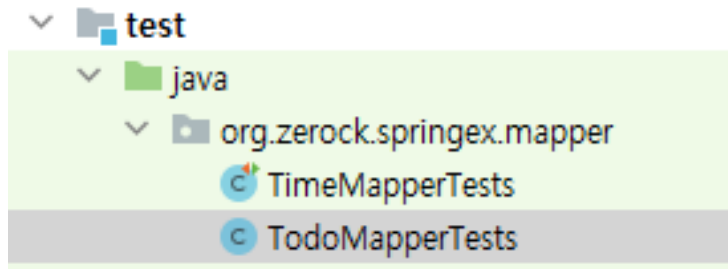 test
java
org.zerock.springex.mapper
C TimeMapperTests
C TodoMapperTests